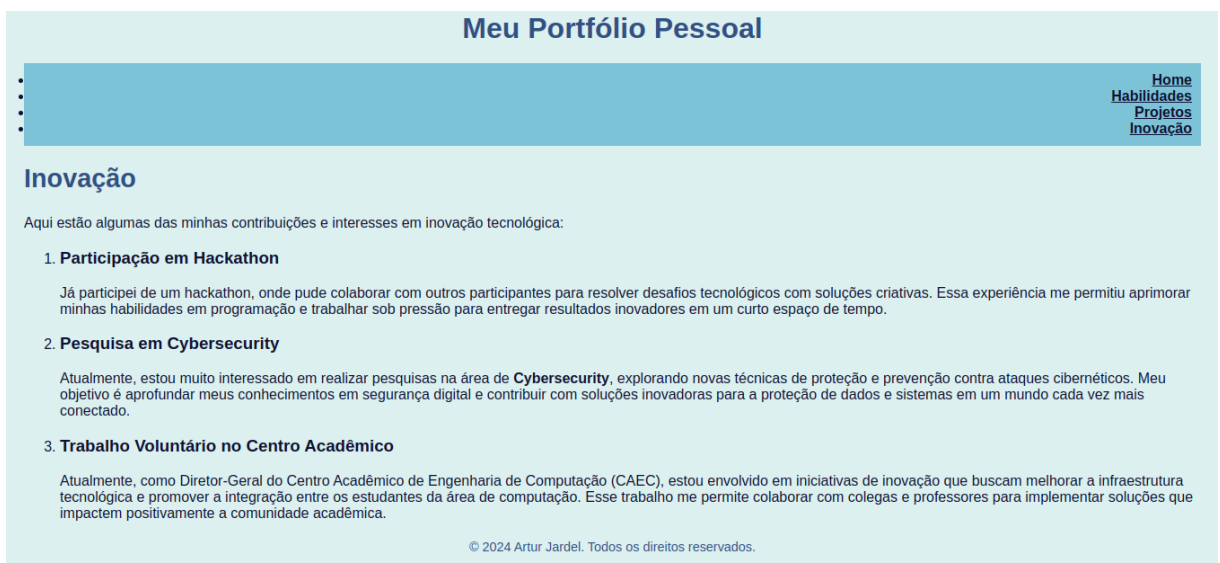 Meu Portfólio Pessoal
Home
Habilidades
Projetos
Inovação
Inovação
Aqui estão algumas das minhas contribuições e interesses em inovação tecnológica:
1. Participação em Hackathon
Já participei de um hackathon, onde pude colaborar com outros participantes para resolver desafios tecnológicos com soluções criativas. Essa experiência me permitiu aprimorar
minhas habilidades em programação e trabalhar sob pressão para entregar resultados inovadores em um curto espaço de tempo.
2. Pesquisa em Cybersecurity
Atualmente, estou muito interessado em realizar pesquisas na área de Cybersecurity, explorando novas técnicas de proteção e prevenção contra ataques cibernéticos. Meu
objetivo é aprofundar meus conhecimentos em segurança digital e contribuir com soluções inovadoras para a proteção de dados e sistemas em um mundo cada vez mais
conectado.
3. Trabalho Voluntário no Centro Acadêmico
Atualmente, como Diretor-Geral do Centro Acadêmico de Engenharia de Computação (CAEC), estou envolvido em iniciativas de inovação que buscam melhorar a infraestrutura
tecnológica e promover a integração entre os estudantes da área de computação. Esse trabalho me permite colaborar com colegas e professores para implementar soluções que
impactem positivamente a comunidade acadêmica.
© 2024 Artur Jardel. Todos os direitos reservados.